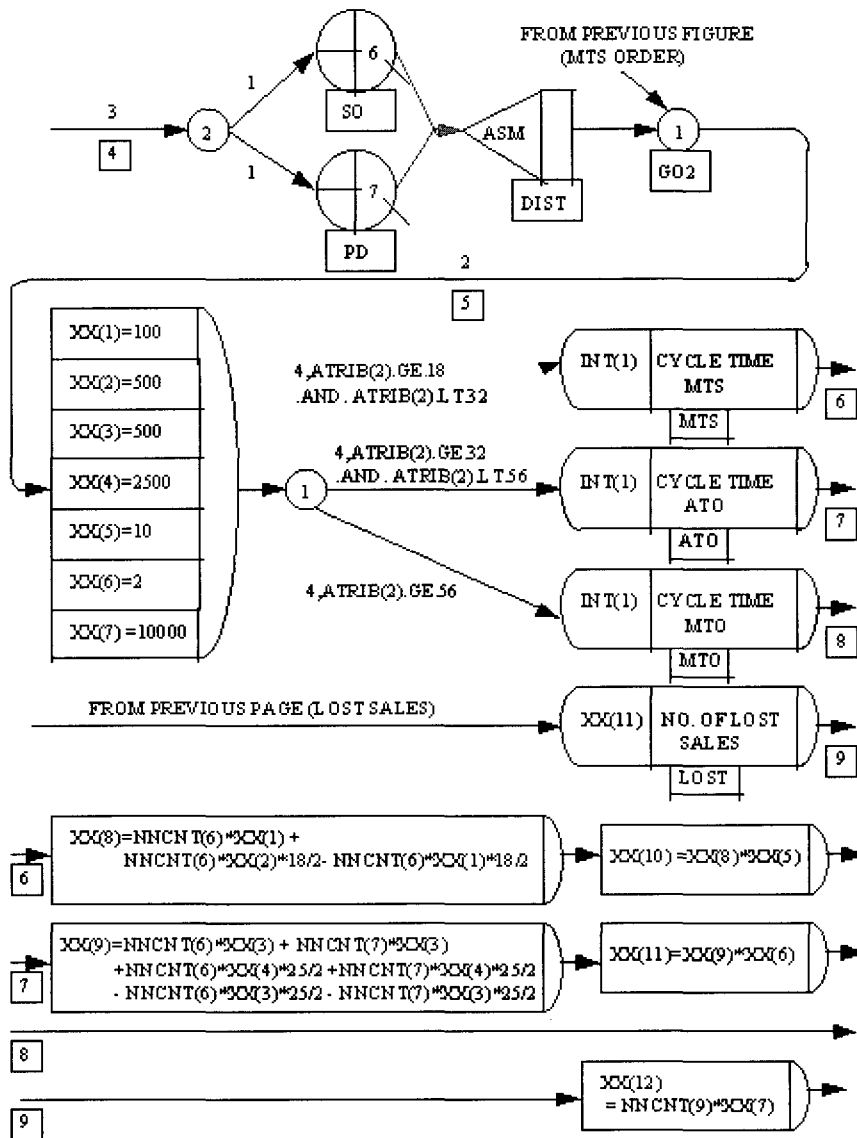 FROM PREVIOUS FIGURE
(MTS ORDER)
6
SO
1
3
4
2
1
7
PD
ASM
DIST
1
GO2
2
5
XX(1)=100
XX(2)=500
XX(3)=500
XX(4)=2500
XX(5)=10
XX(6)=2
XX(7)=10000
1
4,ATRIB(2).GE.18
.AND. ATRIB(2).LT.32
4,ATRIB(2).GE.32
.AND. ATRIB(2).LT.56
4,ATRIB(2).GE.56
INT(1) CYCLE TIME
MTS
MTS
6
INT(1) CYCLE TIME
ATO
ATO
7
INT(1) CYCLE TIME
MTO
MTO
8
FROM PREVIOUS PAGE (LOST SALES)
XX(11) NO. OF LOST
SALES
LOST
9
6
XX(8)=NNCNT(6)*XX(1) +
NNCNT(6)*XX(2)*18/2- NNCNT(6)*XX(1)*18/2
XX(10)=XX(8)*XX(5)
7
XX(9)=NNCNT(6)*XX(3) + NNCNT(7)*XX(3)
+NNCNT(6)*XX(4)*25/2 +NNCNT(7)*XX(4)*25/2
- NNCNT(6)*XX(3)*25/2 - NNCNT(7)*XX(3)*25/2
XX(11)=XX(9)*XX(6)
8
9
XX(12)
= NNCNT(9)*XX(7)